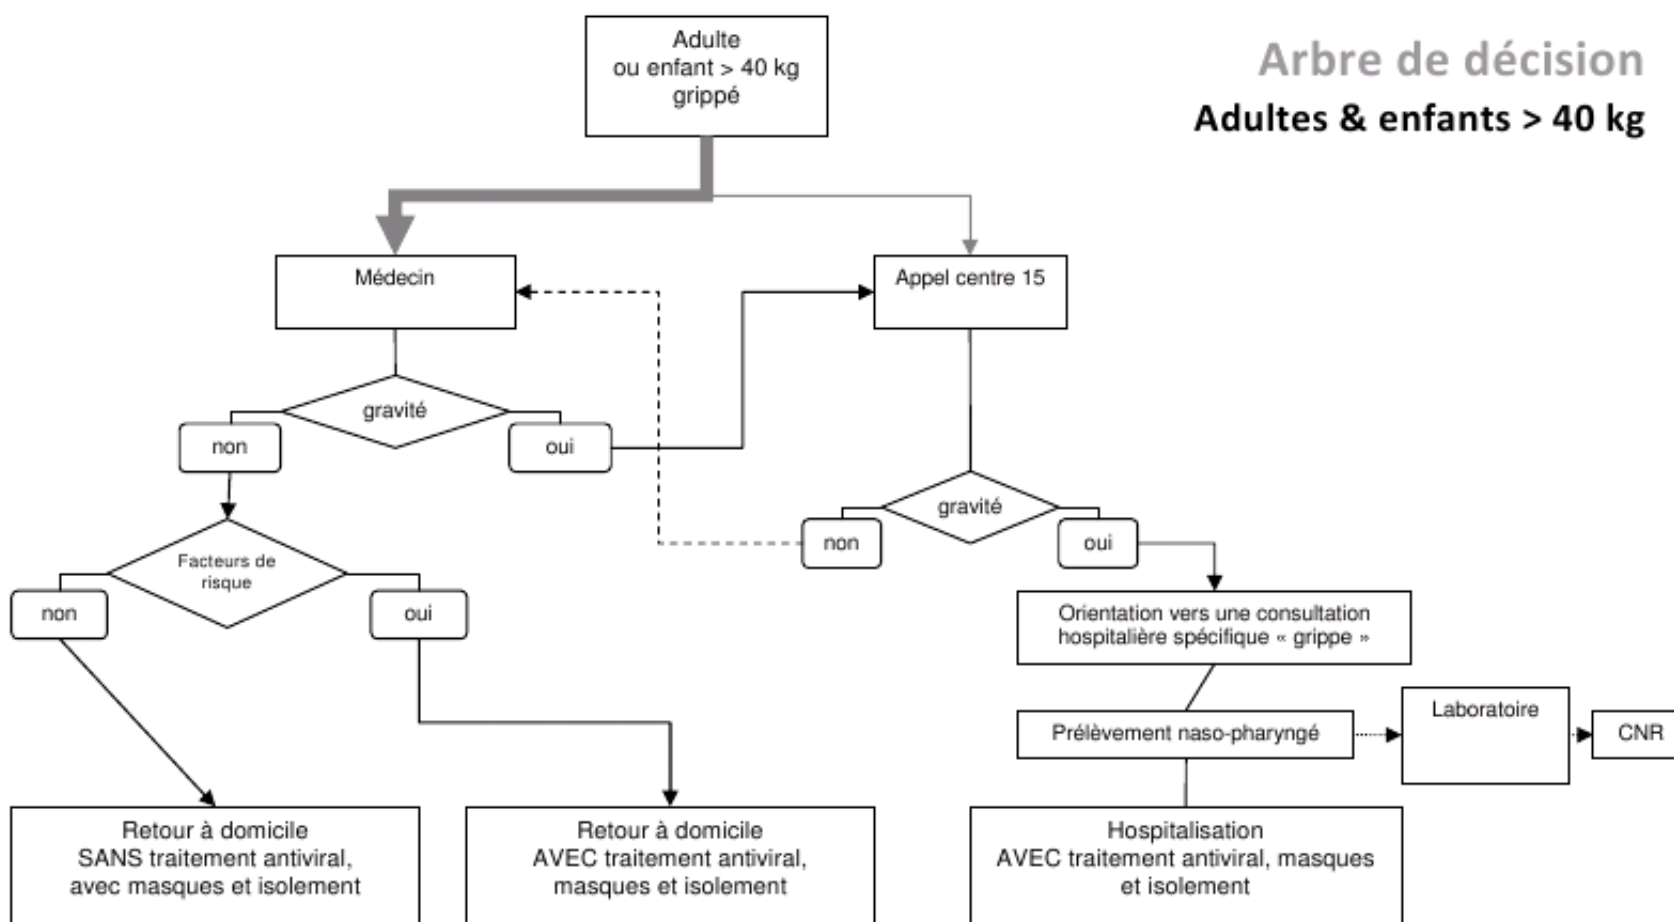 Arbre de décision
Adultes & enfants > 40 kg
Adulte
ou enfant > 40 kg
grippé
Médecin
Appel centre 15
gravité
non
oui
gravité
non
oui
Facteurs de
risque
non
oui
Orientation vers une consultation
hospitalière spécifique « grippe »
Prélèvement naso-pharyngé
Laboratoire
CNR
Retour à domicile
SANS traitement antiviral,
avec masques et isolement
Retour à domicile
AVEC traitement antiviral,
masques et isolement
Hospitalisation
AVEC traitement antiviral, masques
et isolement